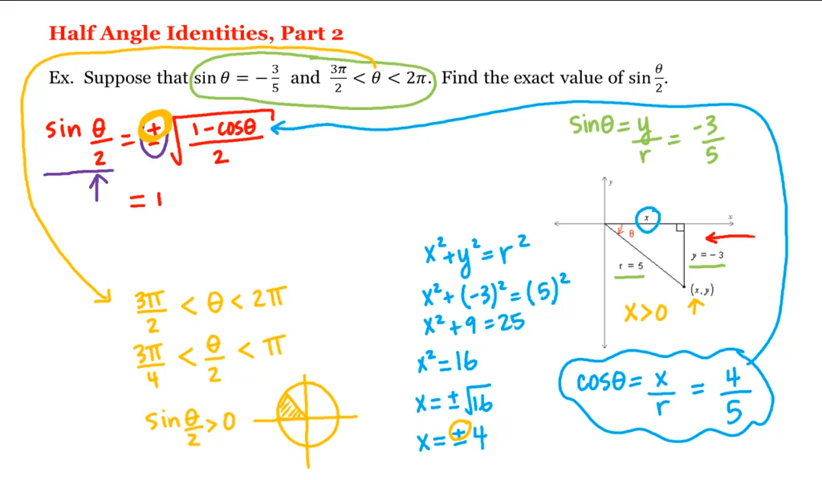 Half Angle Identities, Part 2
Ex. Suppose that sin θ = −3/5 and 3π/2 < θ < 2π. Find the exact value of sin θ/2.
sin θ/2 = ± √((1−cosθ)/2)
= 1
sinθ = y/r = −3/5
y
x
x
θ
r = 5
y = −3
(x, y)
x>0
x² + y² = r²
x² + (−3)² = (5)²
x² + 9 = 25
x² = 16
x = ± √16
x = ± 4
3π/2 < θ < 2π
3π/4 < θ/2 < π
sin θ/2 > 0
cosθ = x/r = 4/5